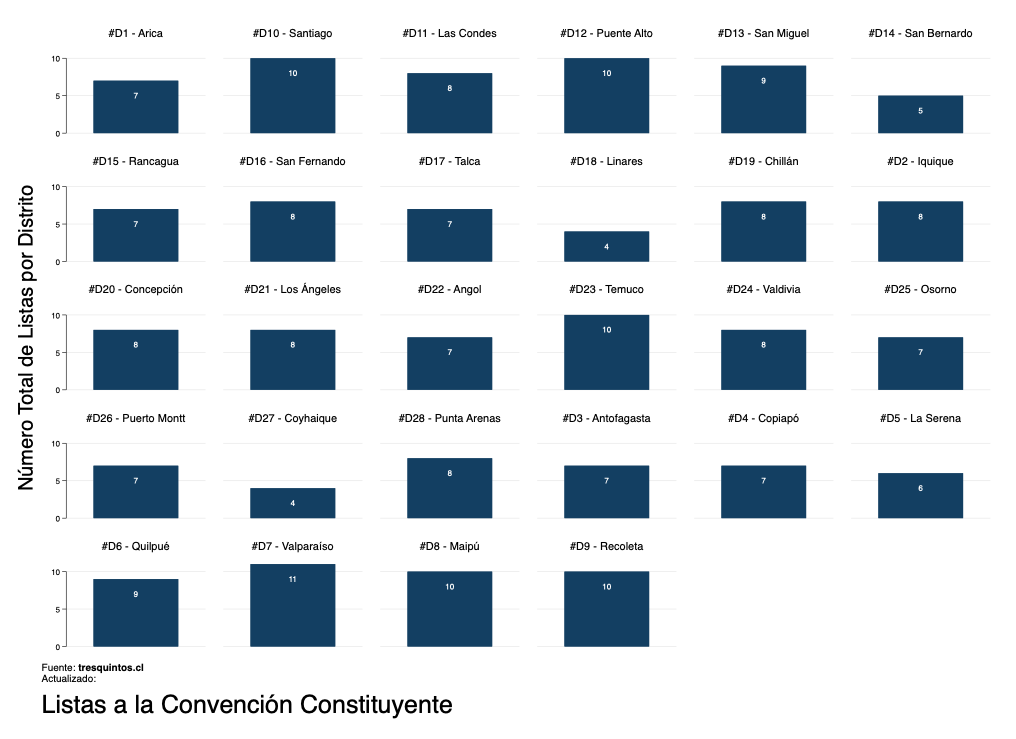 #D1 - Arica
#D10 - Santiago
#D11 - Las Condes
#D12 - Puente Alto
#D13 - San Miguel
#D14 - San Bernardo
10
5
0
7
10
8
10
9
5
#D15 - Rancagua
#D16 - San Fernando
#D17 - Talca
#D18 - Linares
#D19 - Chillán
#D2 - Iquique
10
5
0
7
8
7
4
8
8
Número Total de Listas por Distrito
#D20 - Concepción
#D21 - Los Ángeles
#D22 - Angol
#D23 - Temuco
#D24 - Valdivia
#D25 - Osorno
10
5
0
8
8
7
10
8
7
#D26 - Puerto Montt
#D27 - Coyhaique
#D28 - Punta Arenas
#D3 - Antofagasta
#D4 - Copiapó
#D5 - La Serena
10
5
0
7
4
8
7
7
6
#D6 - Quilpué
#D7 - Valparaíso
#D8 - Maipú
#D9 - Recoleta
10
5
0
9
11
10
10
Fuente: tresquintos.cl
Actualizado:
Listas a la Convención Constituyente